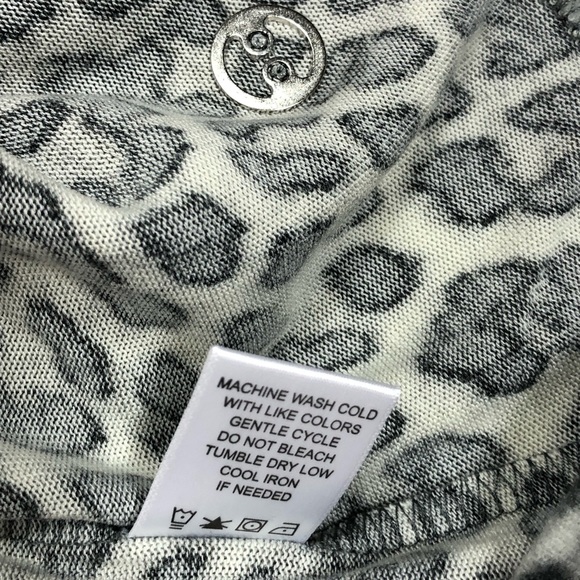 MACHINE WASH COLD
WITH LIKE COLORS
GENTLE CYCLE
DO NOT BLEACH
TUMBLE DRY LOW
COOL IRON
IF NEEDED